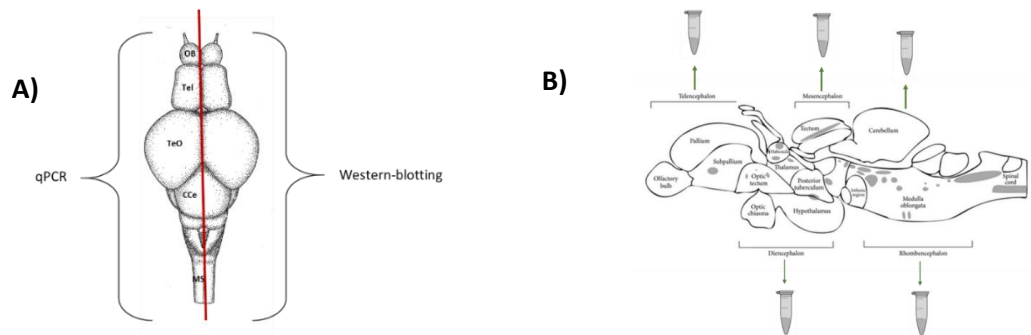 A)
OB
Tel
TeO
CCe
MS
qPCR
Western-blotting
B)
Telencephalon
Mesencephalon
Tectum
Cerebellum
Pallium
Habenula
Thalamus
Subpallium
Olfactory
bulb
Optic
tectum
Posterior
tuberculum
Optic
chiasma
Hypothalamus
Medulla
oblongata
Spinal
cord
Diencephalon
Rhombencephalon